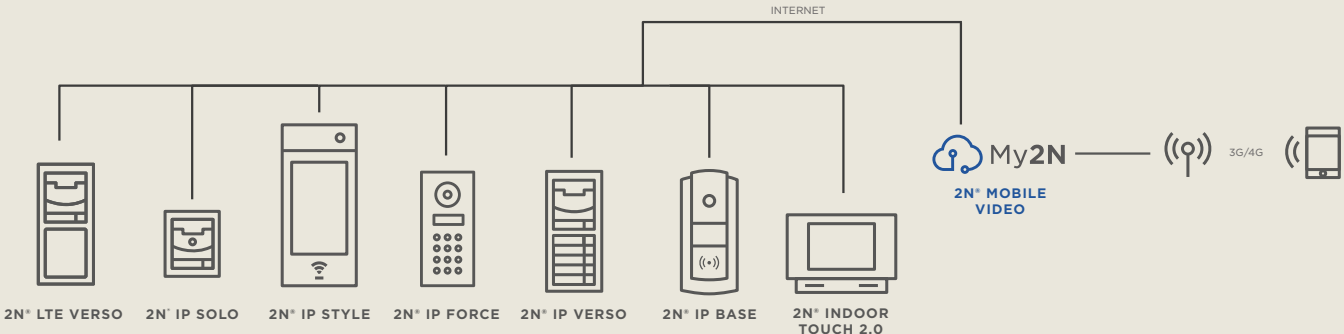 INTERNET
My2N
3G/4G
2N® MOBILE
VIDEO
2N® LTE VERSO
2N® IP SOLO
2N® IP STYLE
2N® IP FORCE
2N® IP VERSO
2N® IP BASE
2N® INDOOR
TOUCH 2.0